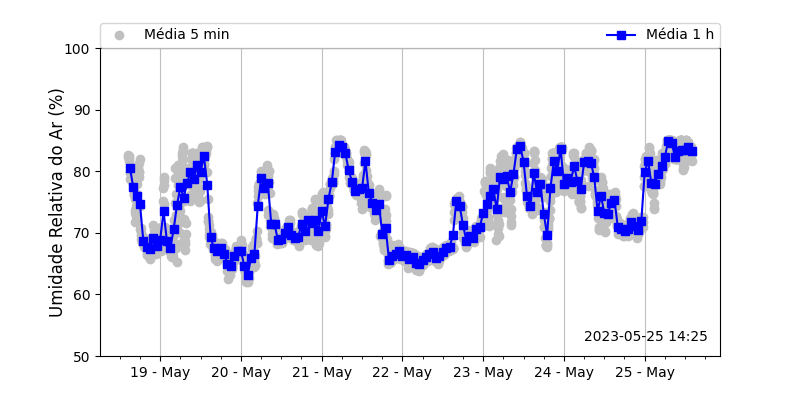 Média 5 min Média 1 h
Umidade Relativa do Ar (%)
100
90
80
70
60
50
2023-05-25 14:25
19 - May 20 - May 21 - May 22 - May 23 - May 24 - May 25 - May